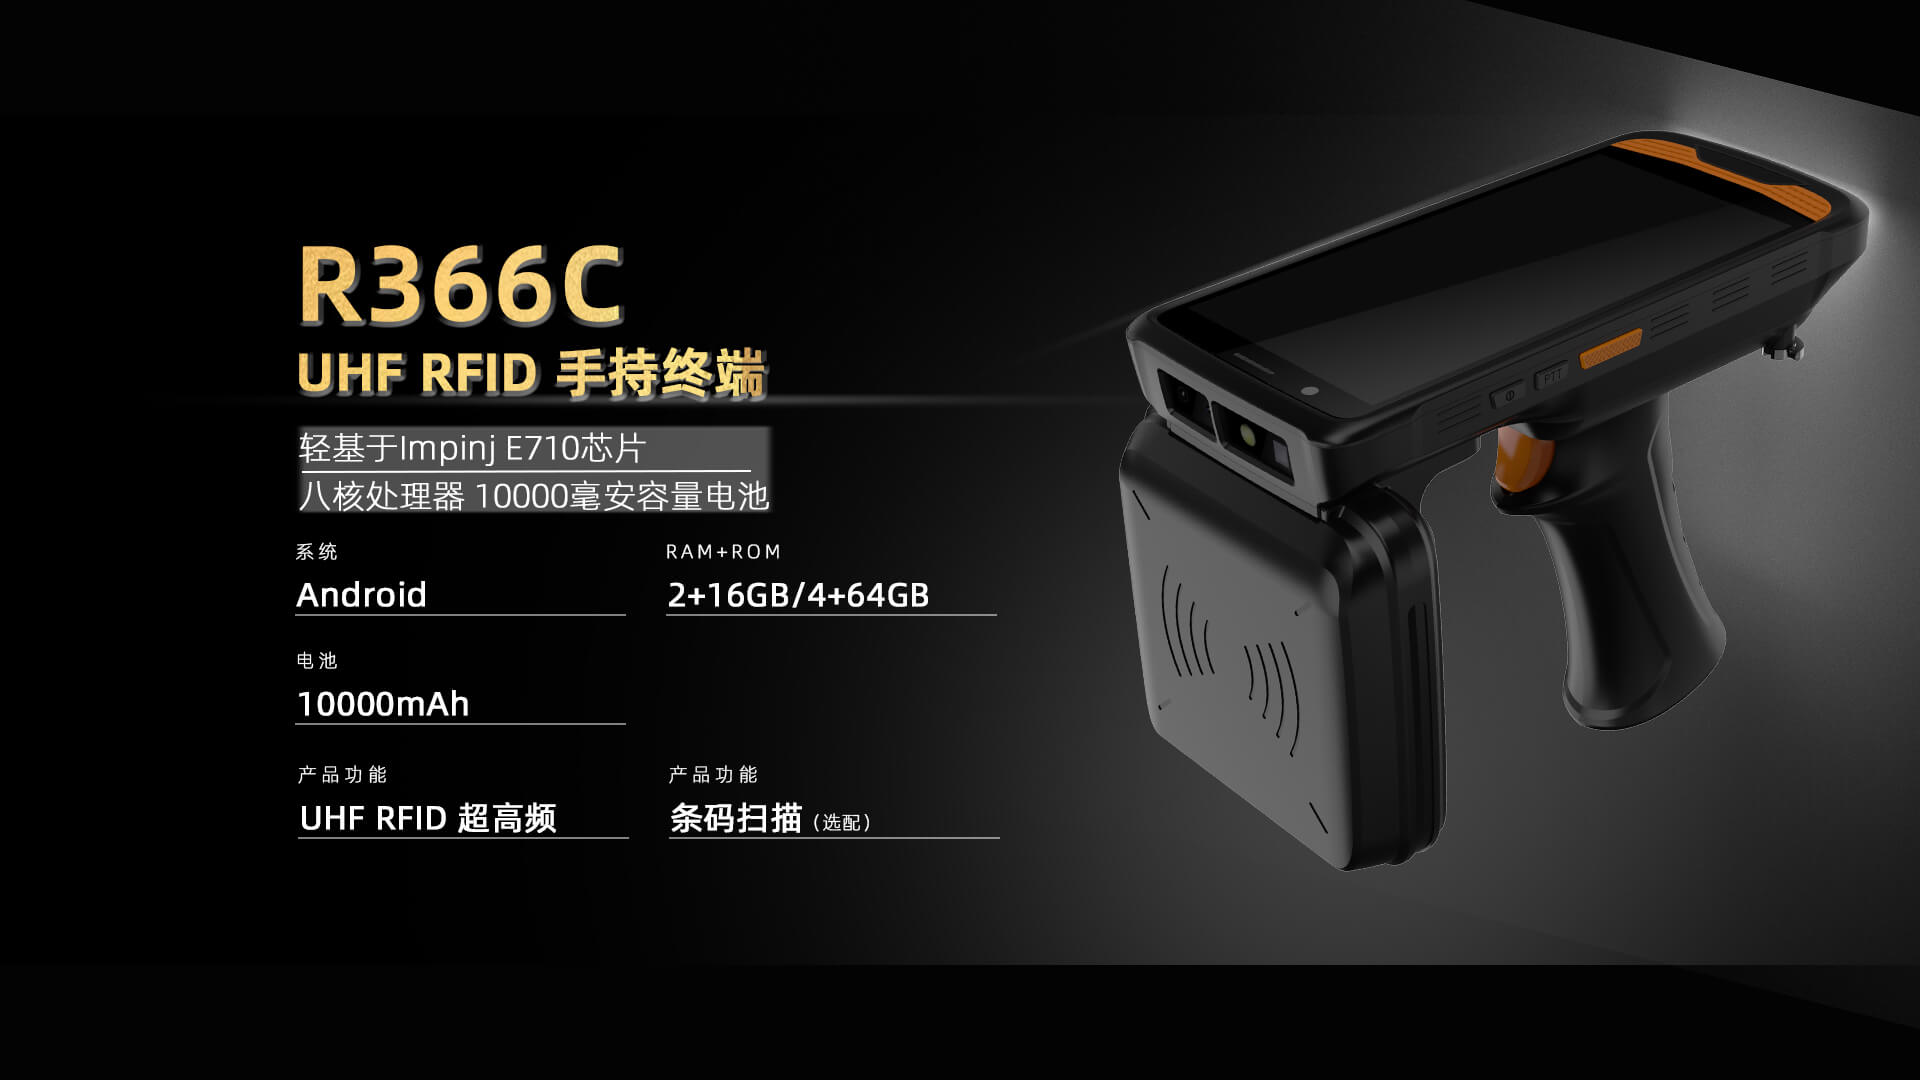 R366C
UHF RFID 手持终端
轻基于Impinj E710芯片
八核处理器 10000毫安容量电池
系统
RAM+ROM
Android
2+16GB/4+64GB
电池
10000mAh
产品功能
产品功能
UHF RFID 超高频
条码扫描（选配）
PTT